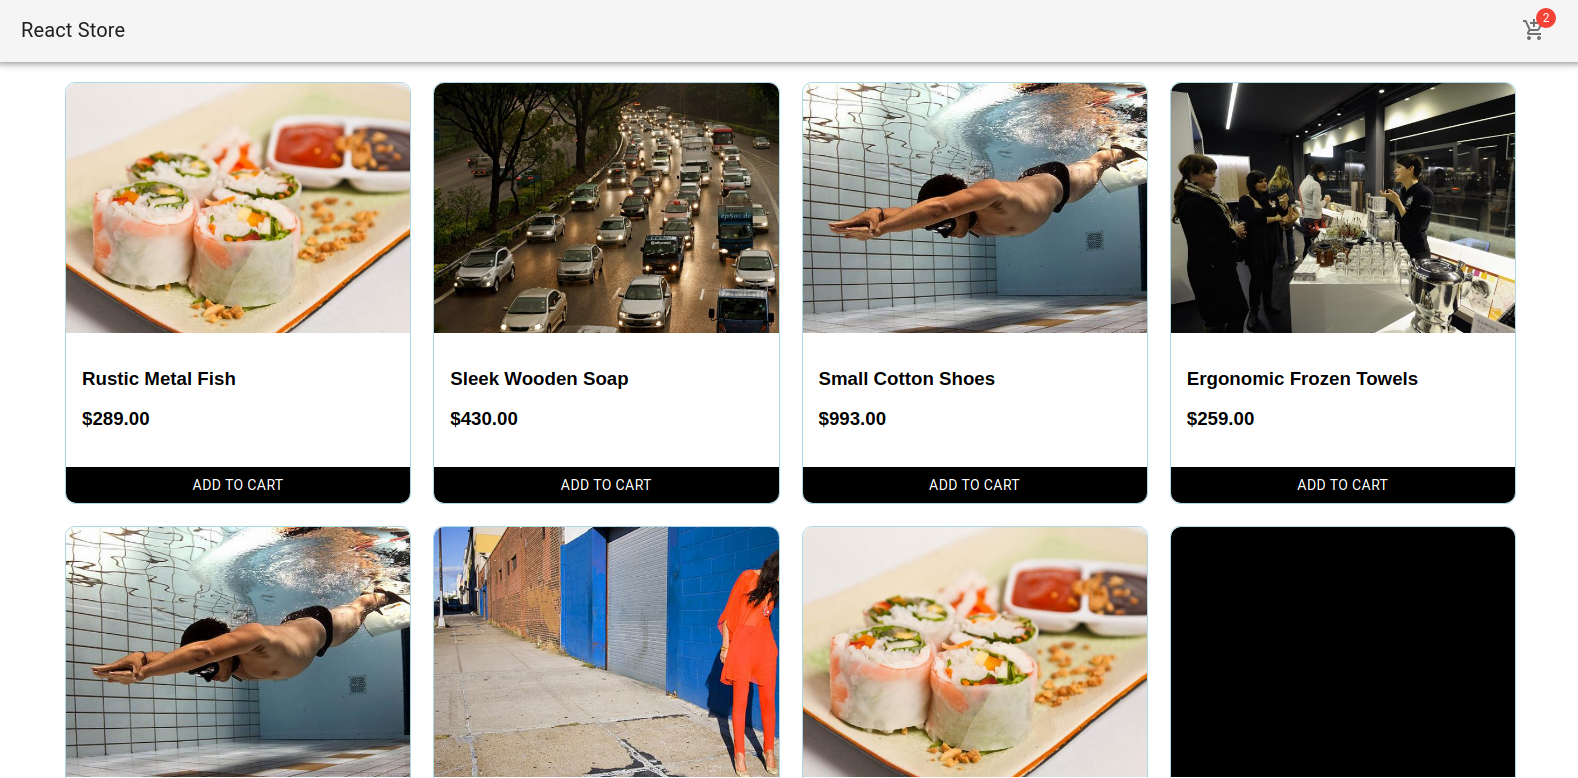 React Store
2
Rustic Metal Fish
$289.00
ADD TO CART
Sleek Wooden Soap
$430.00
ADD TO CART
Small Cotton Shoes
$993.00
ADD TO CART
Ergonomic Frozen Towels
$259.00
ADD TO CART